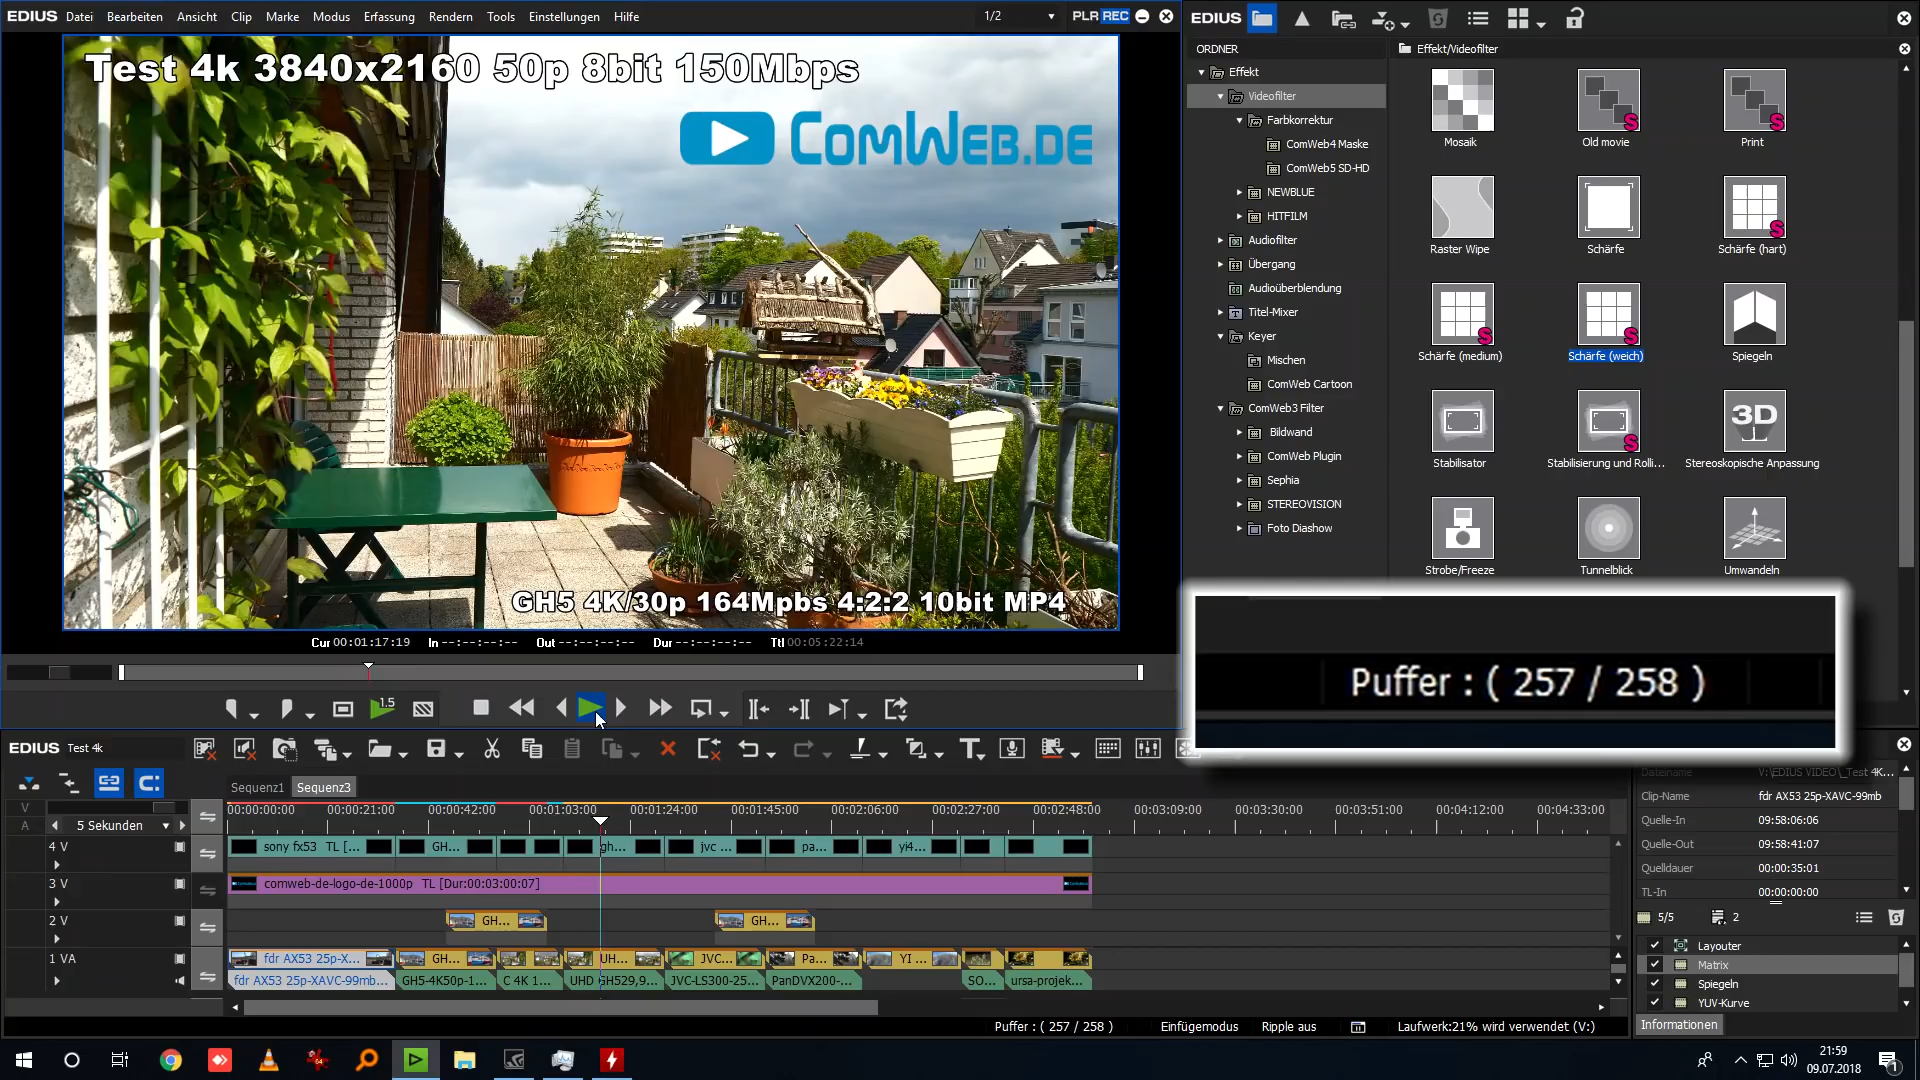 EDIUS Datei Bearbeiten Ansicht Clip Marke Modus Erfassung Rendern Tools Einstellungen Hilfe 1/2 PLR REC
Test 4k 3840x2160 50p 8bit 150Mbps
COMWEB.DE
GH5 4K/30p 164Mpbs 4:2:2 10bit MP4
Cur 00:01:17:19 In --:--:--:-- Out --:--:--:-- Dur --:--:--:-- Ttl 00:05:22:14
1.5
EDIUS
ORDNER
Effekt
Videofilter
Farbkorrektur
ComWeb4 Maske
ComWeb5 SD-HD
NEWBLUE
HITFILM
Audiofilter
Übergang
Audioüberblendung
Titel-Mixer
Keyer
Mischen
ComWeb Cartoon
ComWeb3 Filter
Bildwand
ComWeb Plugin
Sephia
STEREOVISION
Foto Diashow
Effekt/Videofilter
Mosaik
Old movie
Print
Raster Wipe
Schärfe
Schärfe (hart)
Schärfe (medium)
Schärfe (weich)
Spiegeln
3D
Stabilisator
Stabilisierung und Rolli...
Stereoskopische Anpassung
Strobe/Freeze
Tunnelblick
Umwandeln
Puffer : ( 257 / 258 )
EDIUS Test 4k
Sequenz1 Sequenz3
V
A
5 Sekunden
00:00:00:00 00:00:21:00 00:00:42:00 00:01:03:00 00:01:24:00 00:01:45:00 00:02:06:00 00:02:27:00 00:02:48:00 00:03:09:00 00:03:30:00 00:03:51:00 00:04:12:00 00:04:33:00
4 V
sony fx53 TL [... GH... gh... jvc ... pa... yi4...
3 V
comweb-de-logo-de-1000p TL [Dur:00:03:00:07]
2 V
GH... GH...
1 VA
fdr AX53 25p-X... GH... C 4K 1... UH... JVC... Pa... YI ...
fdr AX53 25p-XAVC-99mb... GH5-4K50p-1... C 4K 1... UHD GH529,9... JVC-LS300-25... PanDVX200-... SO... ursa-projek...
Dateiname V:\EDIUS VIDEO\_Test 4K...
Clip-Name fdr AX53 25p-XAVC-99mb
Quelle-In 09:58:06:06
Quelle-Out 09:58:41:07
Quelldauer 00:00:35:01
TL-In 00:00:00:00
5/5 2
Layouter
Matrix
Spiegeln
YUV-Kurve
Informationen
Puffer : ( 257 / 258 ) Einfügemodus Ripple aus Laufwerk:21% wird verwendet (V:)
21:59
09.07.2018
1